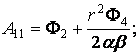 A₁₁ = Φ₂ + r²Φ₄/2αβ;